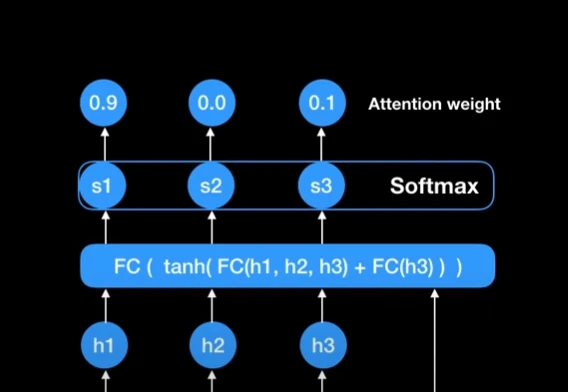 0.9 0.0 0.1 Attention weight
s1 s2 s3 Softmax
FC ( tanh( FC(h1, h2, h3) + FC(h3) ) )
h1 h2 h3